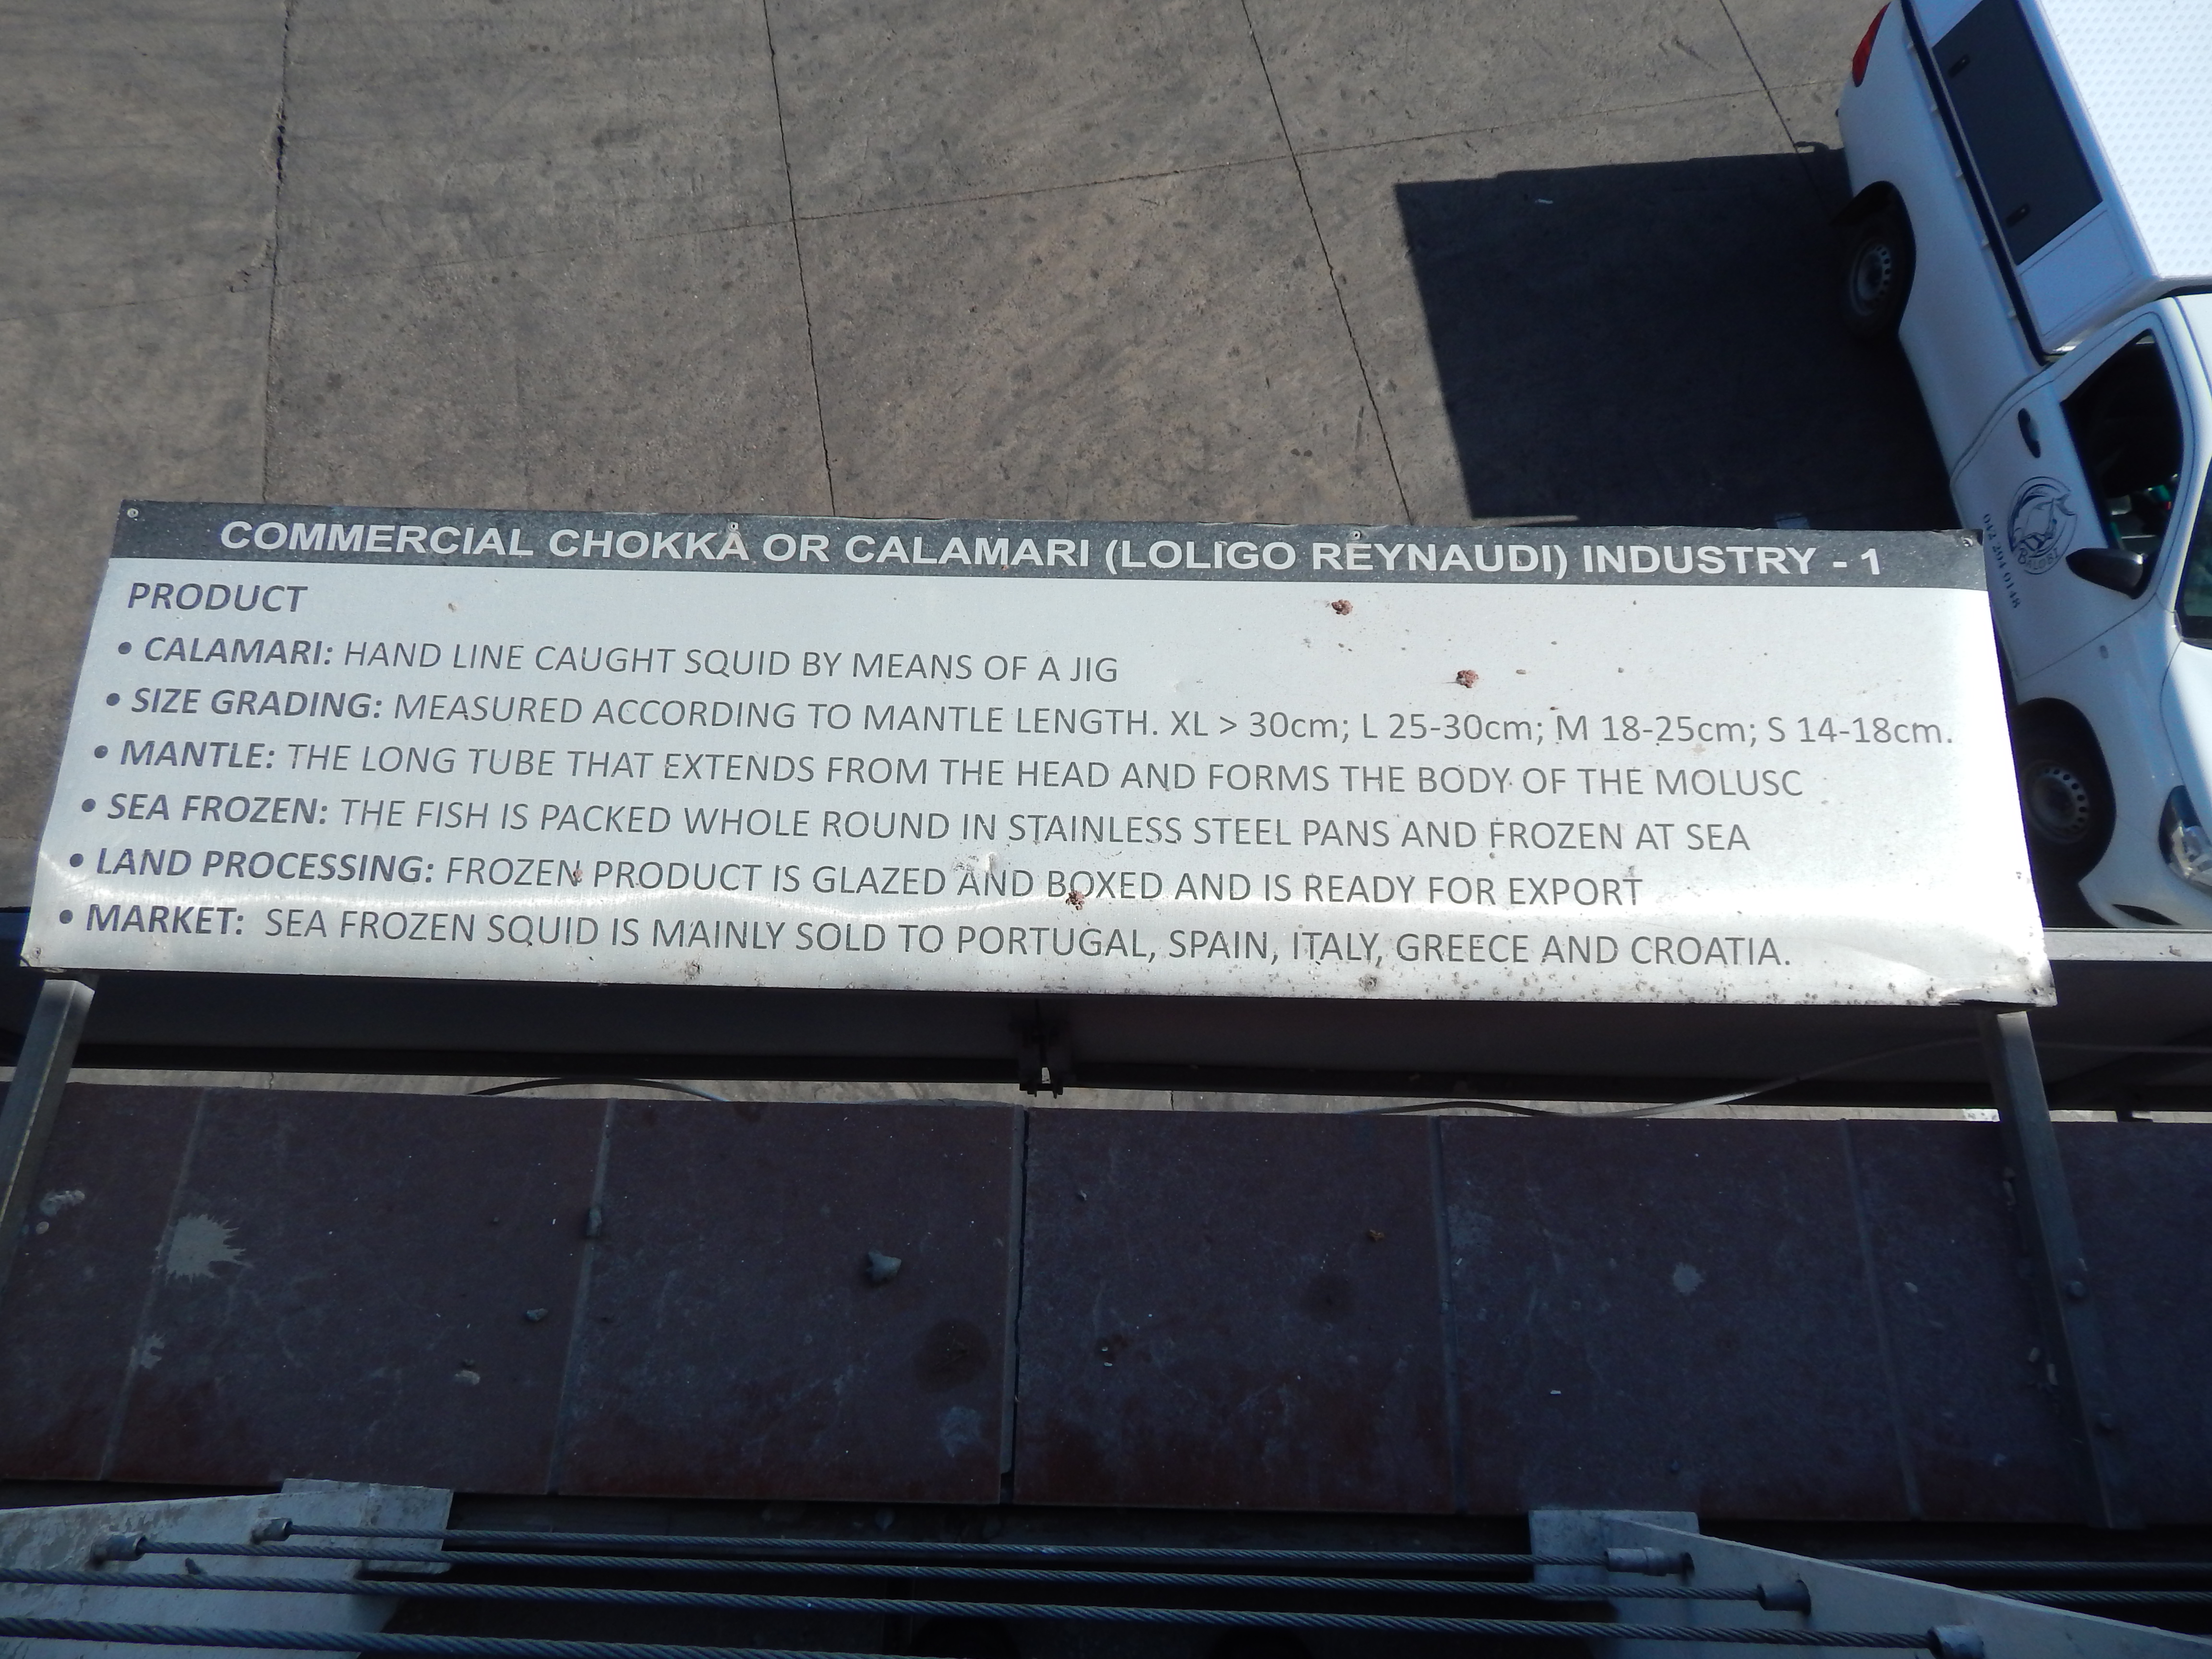 COMMERCIAL CHOKKA OR CALAMARI (LOLIGO REYNAUDI) INDUSTRY - 1
PRODUCT
• CALAMARI: HAND LINE CAUGHT SQUID BY MEANS OF A JIG
• SIZE GRADING: MEASURED ACCORDING TO MANTLE LENGTH. XL > 30cm; L 25-30cm; M 18-25cm; S 14-18cm.
• MANTLE: THE LONG TUBE THAT EXTENDS FROM THE HEAD AND FORMS THE BODY OF THE MOLUSC
• SEA FROZEN: THE FISH IS PACKED WHOLE ROUND IN STAINLESS STEEL PANS AND FROZEN AT SEA
• LAND PROCESSING: FROZEN PRODUCT IS GLAZED AND BOXED AND IS READY FOR EXPORT
• MARKET: SEA FROZEN SQUID IS MAINLY SOLD TO PORTUGAL, SPAIN, ITALY, GREECE AND CROATIA.
BALOBI
042 294 0148